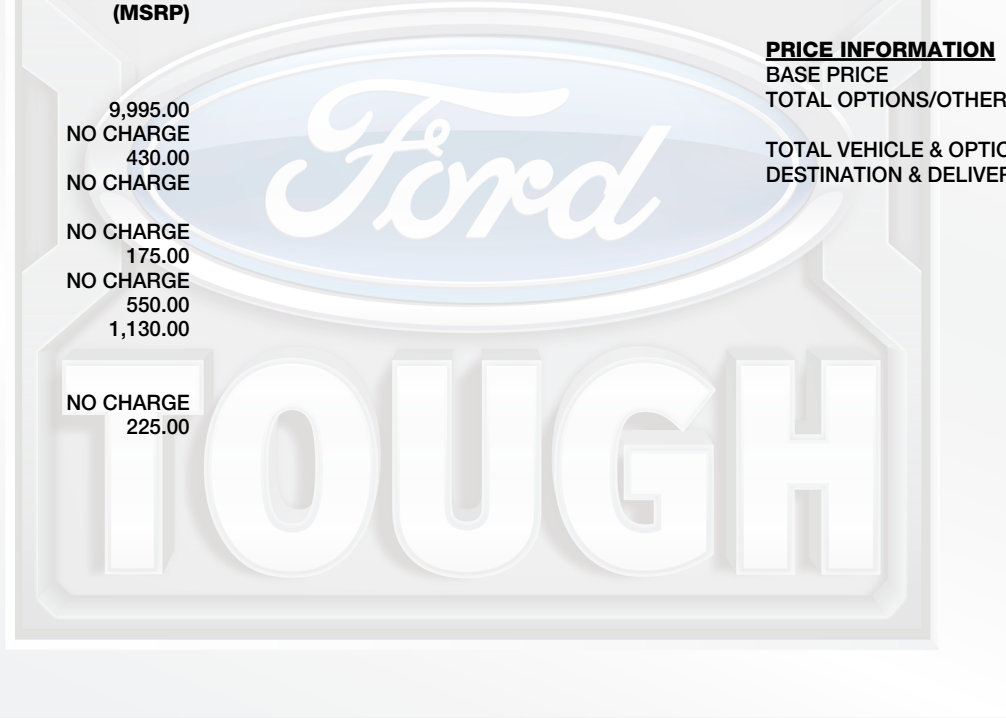 (MSRP)
9,995.00
NO CHARGE
430.00
NO CHARGE
NO CHARGE
175.00
NO CHARGE
550.00
1,130.00
NO CHARGE
225.00
PRICE INFORMATION
BASE PRICE
TOTAL OPTIONS/OTHER
TOTAL VEHICLE & OPTIO
DESTINATION & DELIVER
Ford
TOUGH